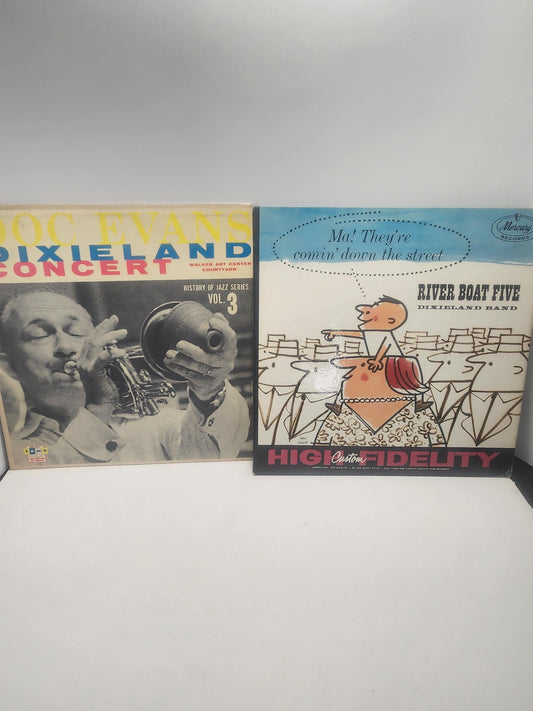 DOC EVANS
DIXIELAND
CONCERT
WALKER ART CENTER
COURTYARD
HISTORY OF JAZZ SERIES
VOL. 3
Mercury
RECORDS
Ma! They're
comin' down the street
RIVER BOAT FIVE
DIXIELAND BAND
HIGH Custom FIDELITY